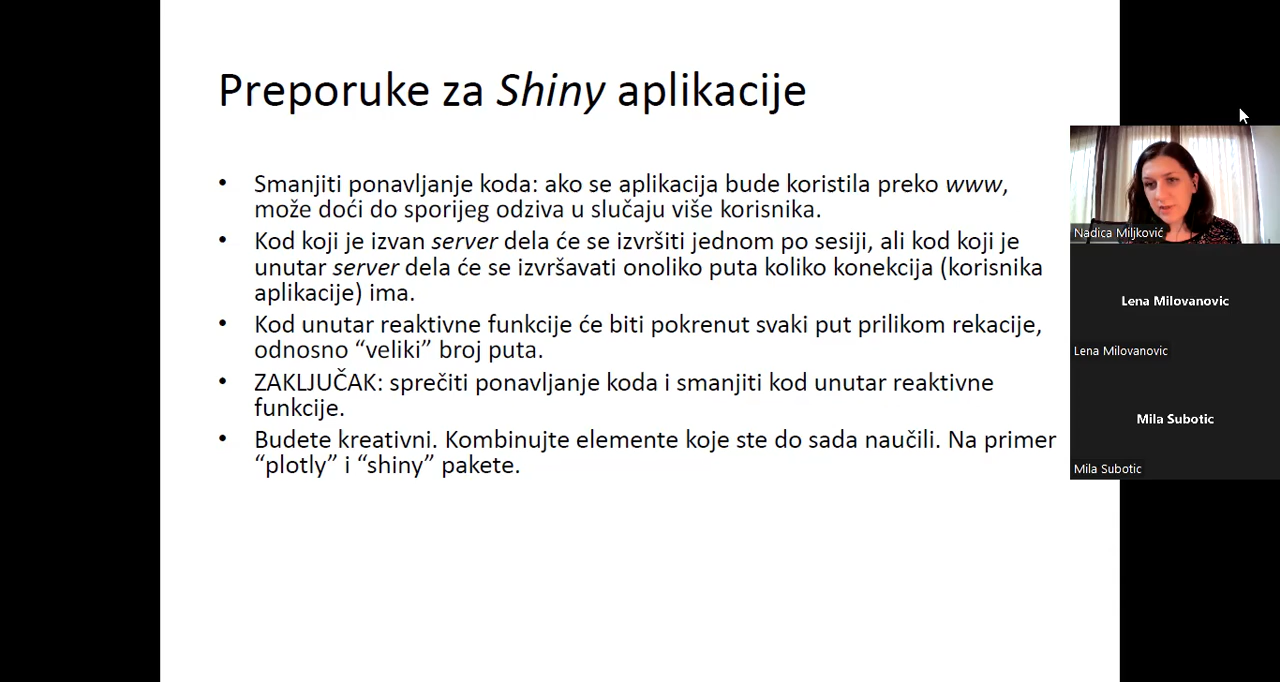 Preporuke za Shiny aplikacije
• Smanjiti ponavljanje koda: ako se aplikacija bude koristila preko www,
može doći do sporijeg odziva u slučaju više korisnika.
• Kod koji je izvan server dela će se izvršiti jednom po sesiji, ali kod koji je
unutar server dela će se izvršavati onoliko puta koliko konekcija (korisnika
aplikacije) ima.
• Kod unutar reaktivne funkcije će biti pokrenut svaki put prilikom rekacije,
odnosno “veliki” broj puta.
• ZAKLJUČAK: sprečiti ponavljanje koda i smanjiti kod unutar reaktivne
funkcije.
• Budete kreativni. Kombinujte elemente koje ste do sada naučili. Na primer
“plotly” i “shiny” pakete.
Nadica Miljković
Lena Milovanovic
Lena Milovanovic
Mila Subotic
Mila Subotic